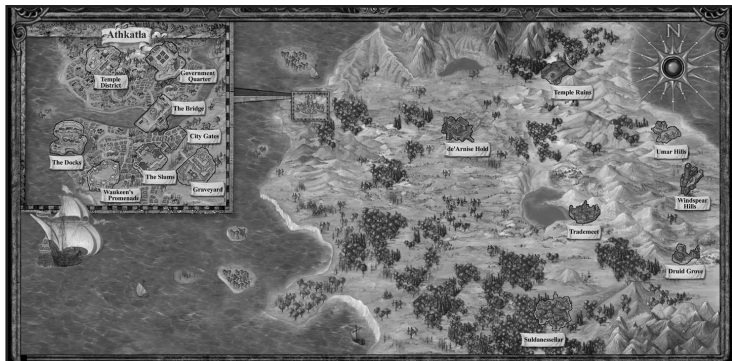 Athkatla
Temple
District
Government
Quarter
The Bridge
City Gates
The Docks
The Slums
Waukeen's
Promenade
Graveyard
N
Temple Ruins
de'Arnise Hold
Umar Hills
Windspear
Hills
Trademeet
Druid Grove
Suldanessellar